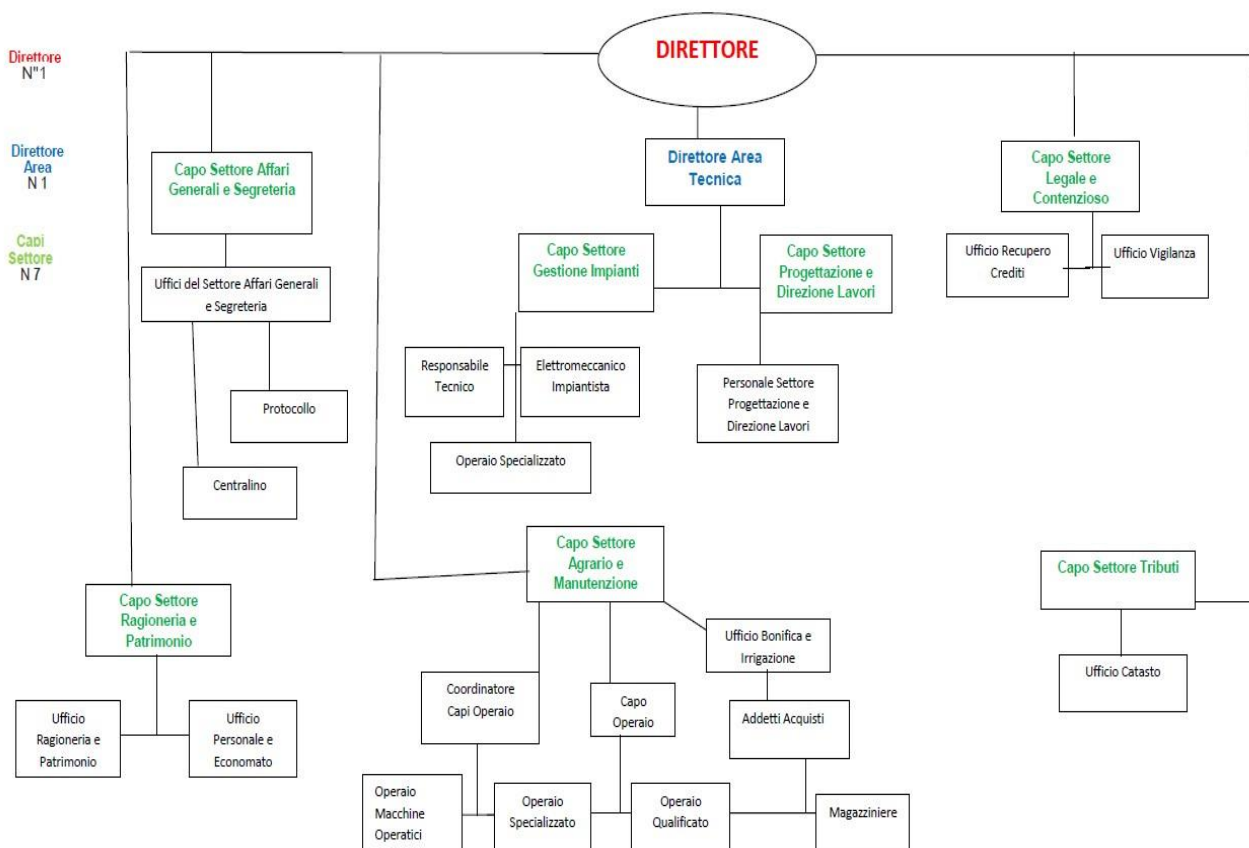 DIRETTORE
Direttore
N"1
Direttore
Area
N 1
Capi
Settore
N 7
Capo Settore Affari
Generali e Segreteria
Direttore Area
Tecnica
Capo Settore
Legale e
Contenzioso
Uffici del Settore Affari Generali
e Segreteria
Capo Settore
Gestione Impianti
Capo Settore
Progettazione e
Direzione Lavori
Ufficio Recupero
Crediti
Ufficio Vigilanza
Protocollo
Centralino
Responsabile
Tecnico
Elettromeccanico
Impiantista
Operaio Specializzato
Personale Settore
Progettazione e
Direzione Lavori
Capo Settore
Ragioneria e
Patrimonio
Ufficio
Ragioneria e
Patrimonio
Ufficio
Personale e
Economato
Capo Settore
Agrario e
Manutenzione
Coordinatore
Capi Operaio
Capo
Operaio
Ufficio Bonifica e
Irrigazione
Addetti Acquisti
Operaio
Macchine
Operatici
Operaio
Specializzato
Operaio
Qualificato
Magazziniere
Capo Settore Tributi
Ufficio Catasto